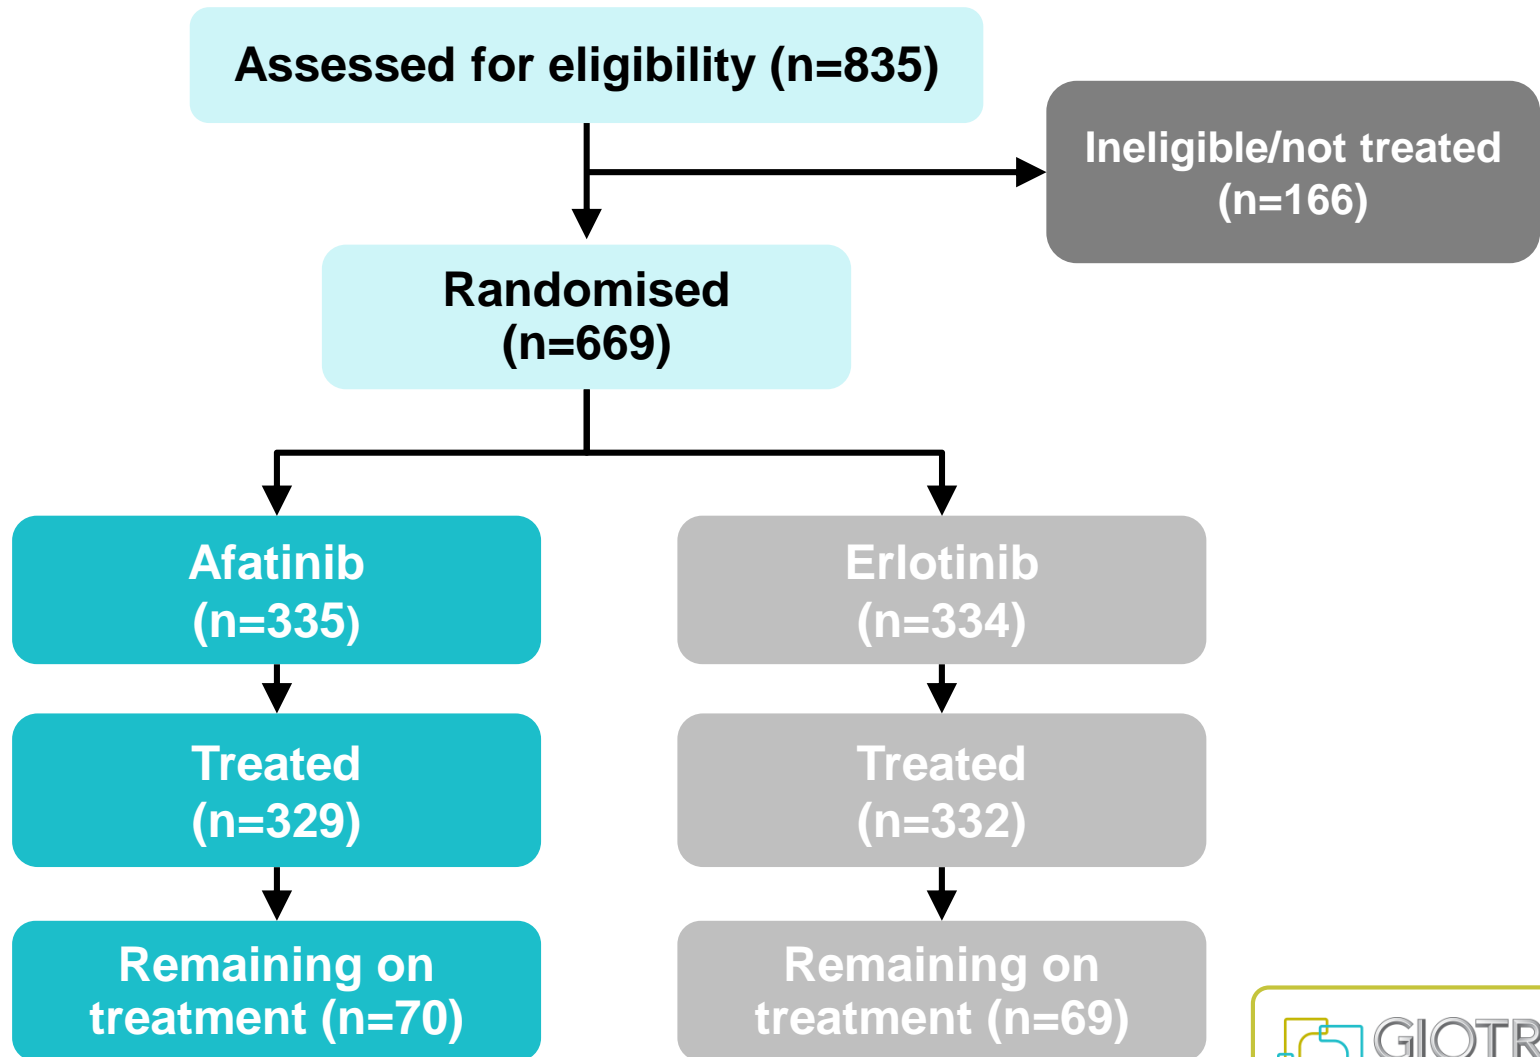 Assessed for eligibility (n=835)
Ineligible/not treated
(n=166)
Randomised
(n=669)
Afatinib
(n=335)
Erlotinib
(n=334)
Treated
(n=329)
Treated
(n=332)
Remaining on
treatment (n=70)
Remaining on
treatment (n=69)
GIOTR